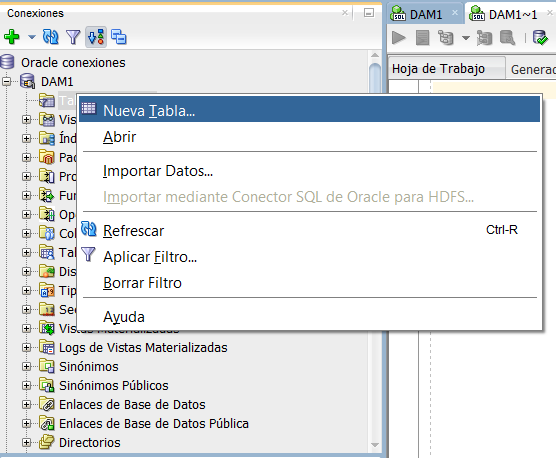 Conexiones
DAM1
DAM1~1
Oracle conexiones
Hoja de Trabajo
Generac
DAM1
Nueva Tabla...
Abrir
Importar Datos...
Importar mediante Conector SQL de Oracle para HDFS...
Refrescar Ctrl-R
Aplicar Filtro...
Borrar Filtro
Ayuda
Ta
Vis
Índ
Pac
Pro
Fun
Op
Col
Tal
Dis
Tip
Sec
Vistas Materializadas
Logs de Vistas Materializadas
Sinónimos
Sinónimos Públicos
Enlaces de Base de Datos
Enlaces de Base de Datos Pública
Directorios